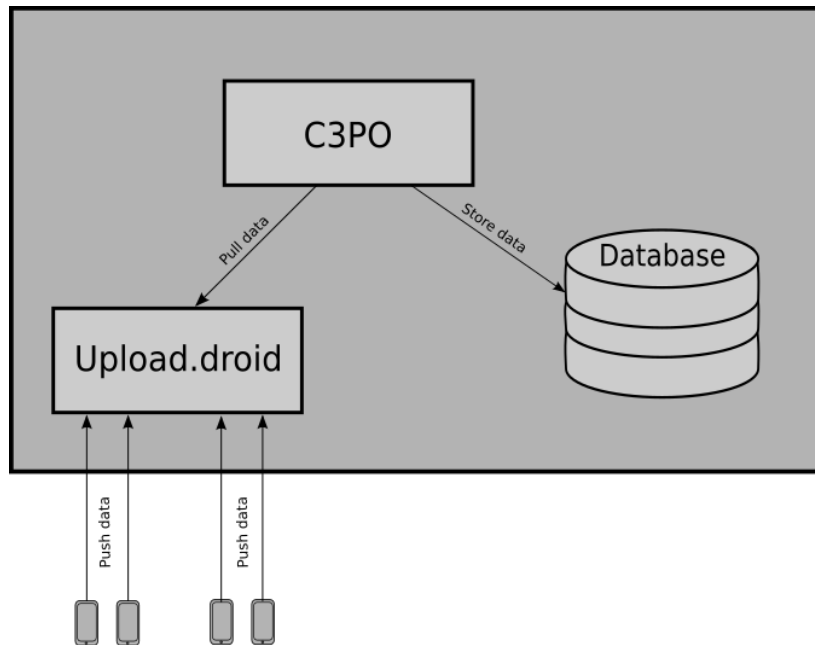 C3PO
Pull data
Store data
Database
Upload.droid
Push data
Push data